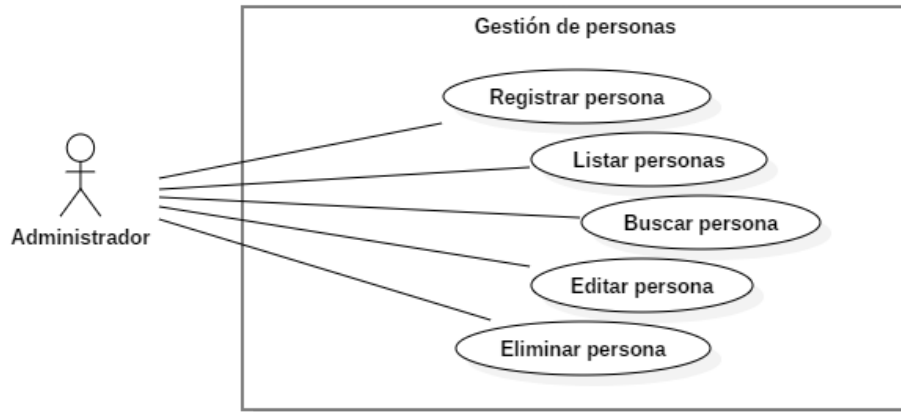 Gestión de personas
Registrar persona
Listar personas
Buscar persona
Administrador
Editar persona
Eliminar persona